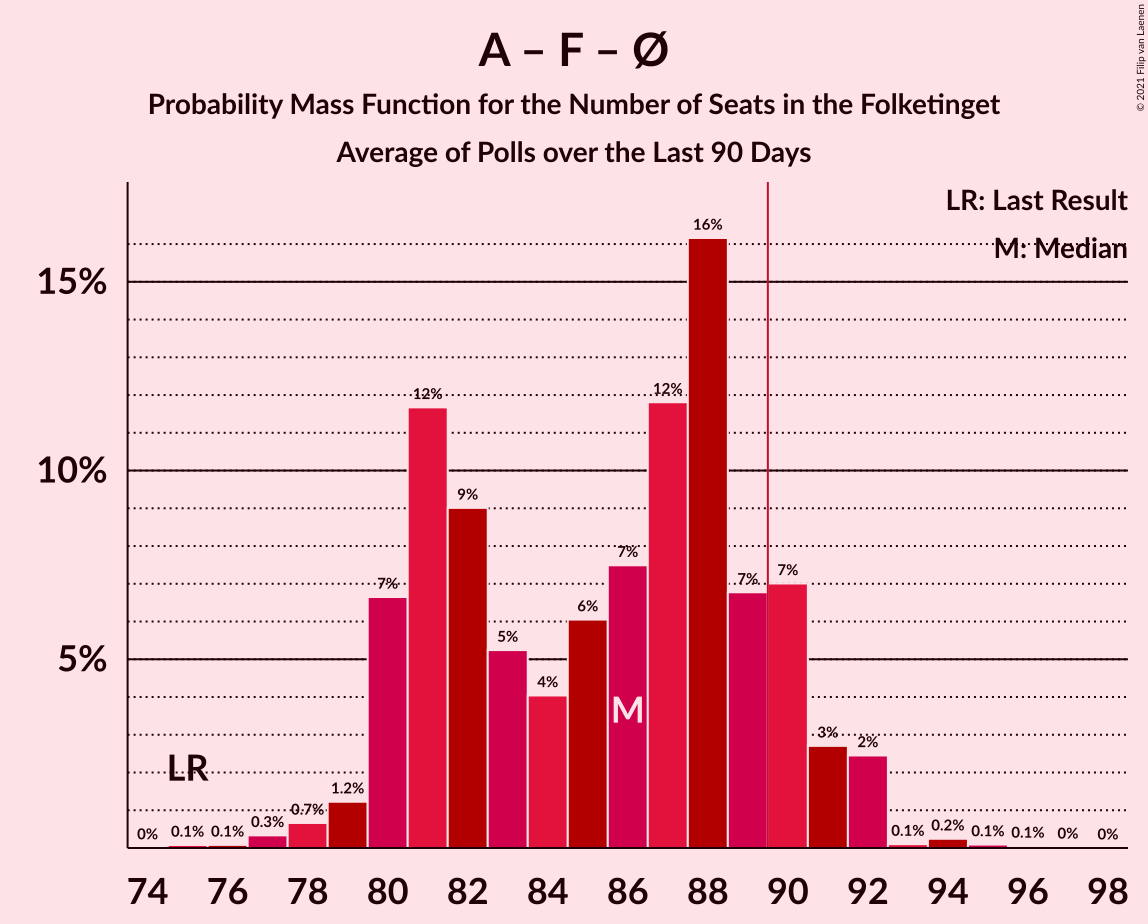 A – F – Ø
Probability Mass Function for the Number of Seats in the Folketinget
Average of Polls over the Last 90 Days
© 2021 Filip van Laenen
LR: Last Result
M: Median
15%
10%
5%
0% 0.1% 0.1% 0.3% 0.7% 1.2% 7% 12% 9% 5% 4% 6% 7% 12% 16% 7% 7% 3% 2% 0.1% 0.2% 0.1% 0.1% 0% 0%
LR
M
74 76 78 80 82 84 86 88 90 92 94 96 98